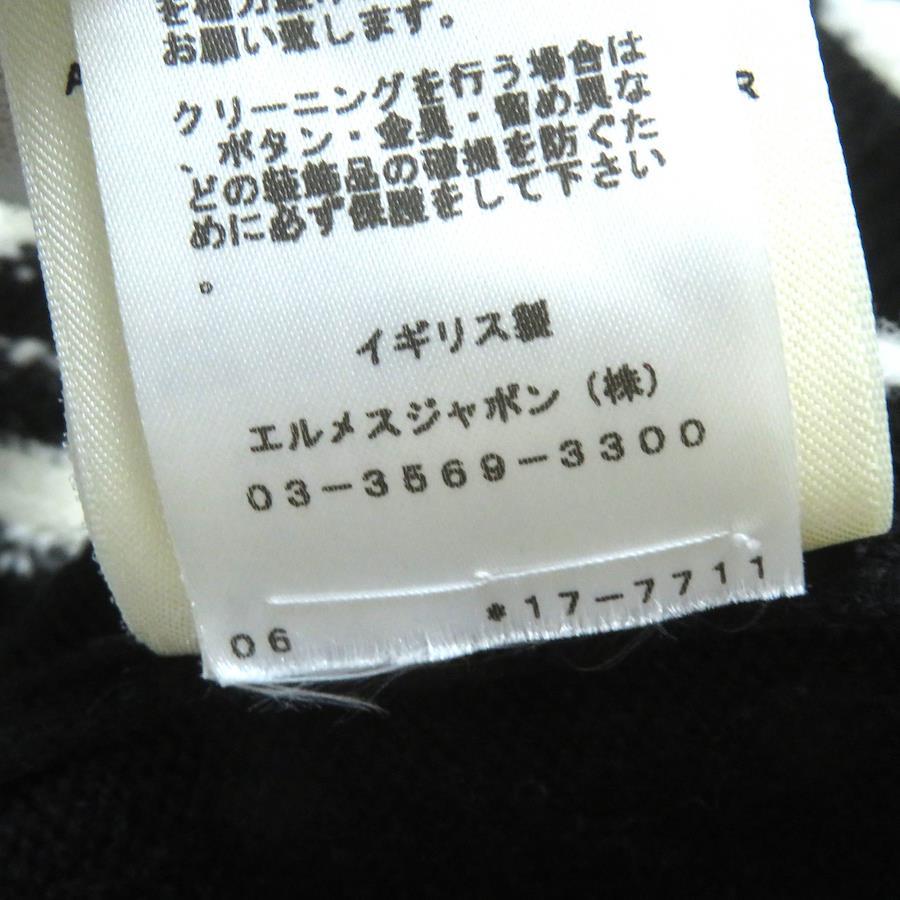 お願い致します。
クリーニングを行う場合は
、ボタン・金具・留め具な
どの装飾品の破損を防ぐた
めに必ず保護をして下さい
。
イギリス製
エルメスジャポン（株）
03-3569-3300
06 *17-7711
A
R